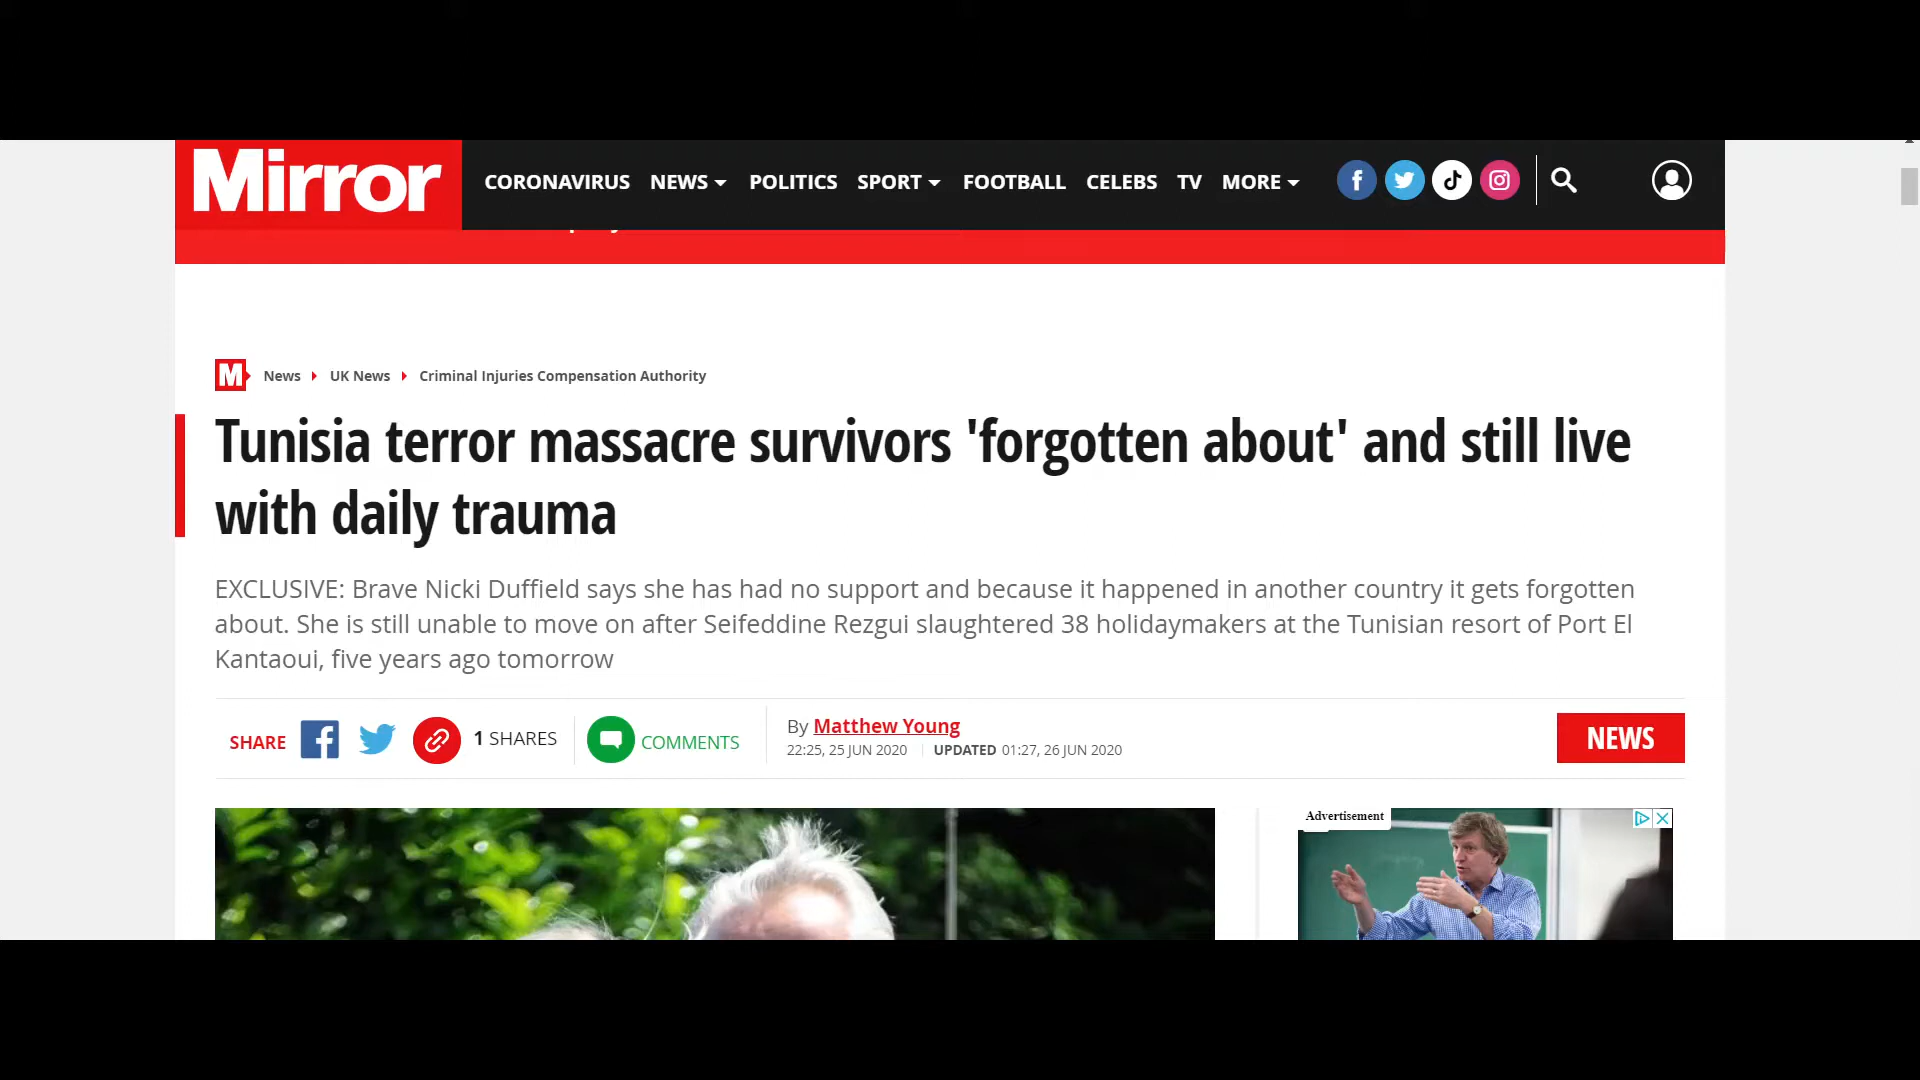 Mirror
CORONAVIRUS NEWS POLITICS SPORT FOOTBALL CELEBS TV MORE
News UK News Criminal Injuries Compensation Authority
Tunisia terror massacre survivors 'forgotten about' and still live
with daily trauma
EXCLUSIVE: Brave Nicki Duffield says she has had no support and because it happened in another country it gets forgotten
about. She is still unable to move on after Seifeddine Rezgui slaughtered 38 holidaymakers at the Tunisian resort of Port El
Kantaoui, five years ago tomorrow
SHARE 1 SHARES COMMENTS
By Matthew Young
22:25, 25 JUN 2020 UPDATED 01:27, 26 JUN 2020
NEWS
Advertisement